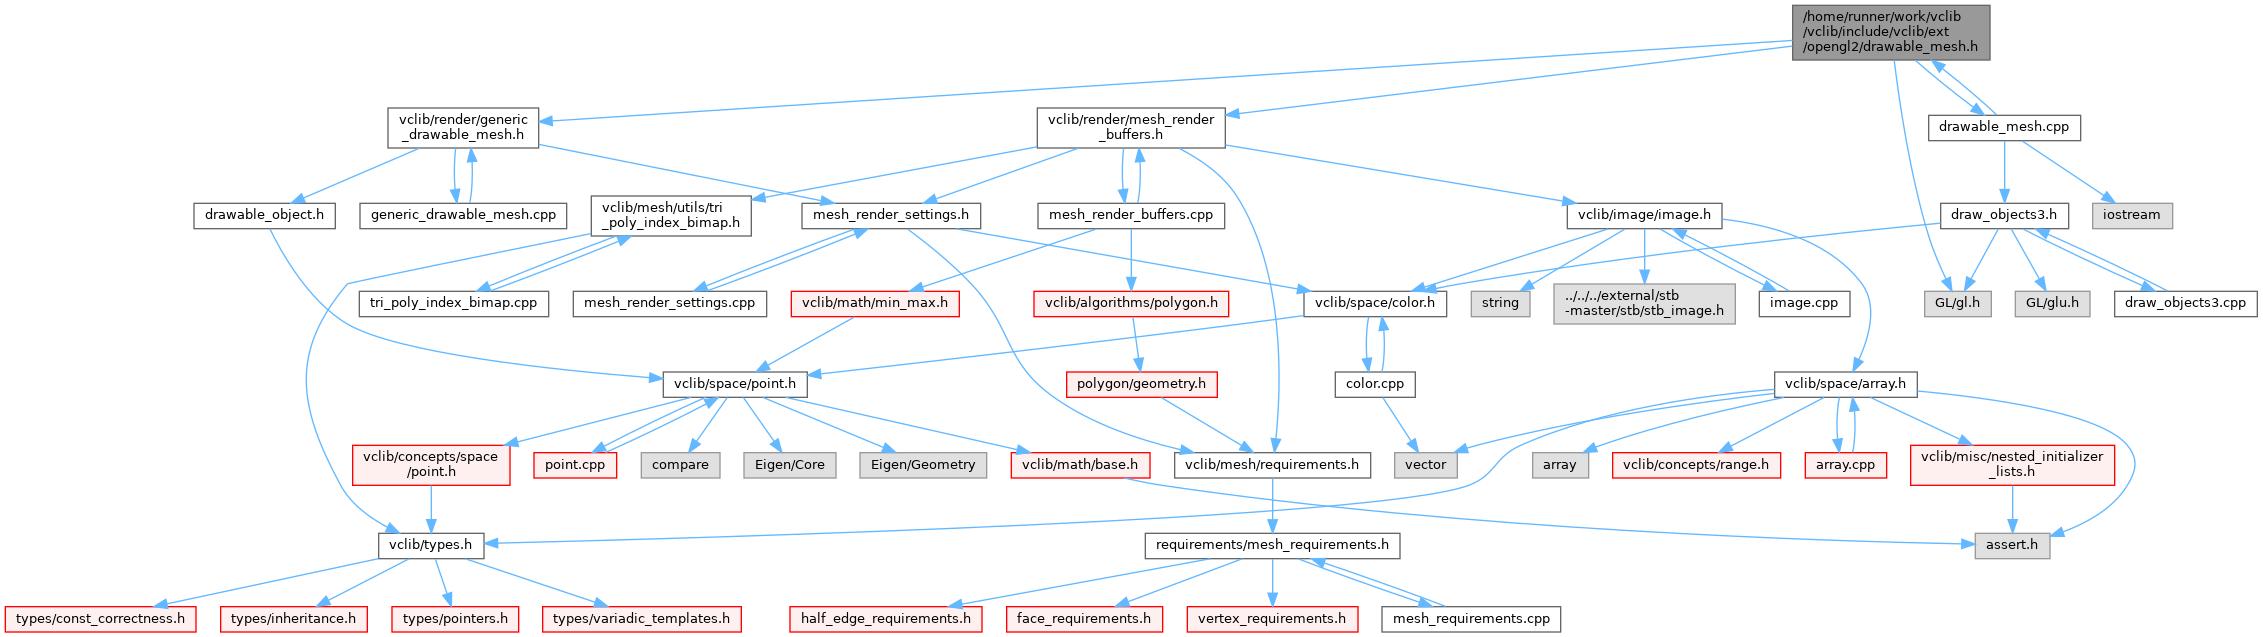 /home/runner/work/vclib
/vclib/include/vclib/ext
/opengl2/drawable_mesh.h
vclib/render/generic
_drawable_mesh.h
vclib/render/mesh_render
_buffers.h
drawable_mesh.cpp
drawable_object.h
generic_drawable_mesh.cpp
vclib/mesh/utils/tri
_poly_index_bimap.h
mesh_render_settings.h
mesh_render_buffers.cpp
vclib/image/image.h
draw_objects3.h
iostream
tri_poly_index_bimap.cpp
mesh_render_settings.cpp
vclib/math/min_max.h
vclib/algorithms/polygon.h
vclib/space/color.h
string
../../../external/stb
-master/stb/stb_image.h
image.cpp
GL/gl.h
GL/glu.h
draw_objects3.cpp
vclib/space/point.h
polygon/geometry.h
color.cpp
vclib/space/array.h
vclib/concepts/space
/point.h
point.cpp
compare
Eigen/Core
Eigen/Geometry
vclib/math/base.h
vclib/mesh/requirements.h
vector
array
vclib/concepts/range.h
array.cpp
vclib/misc/nested_initializer
_lists.h
vclib/types.h
requirements/mesh_requirements.h
assert.h
types/const_correctness.h
types/inheritance.h
types/pointers.h
types/variadic_templates.h
half_edge_requirements.h
face_requirements.h
vertex_requirements.h
mesh_requirements.cpp